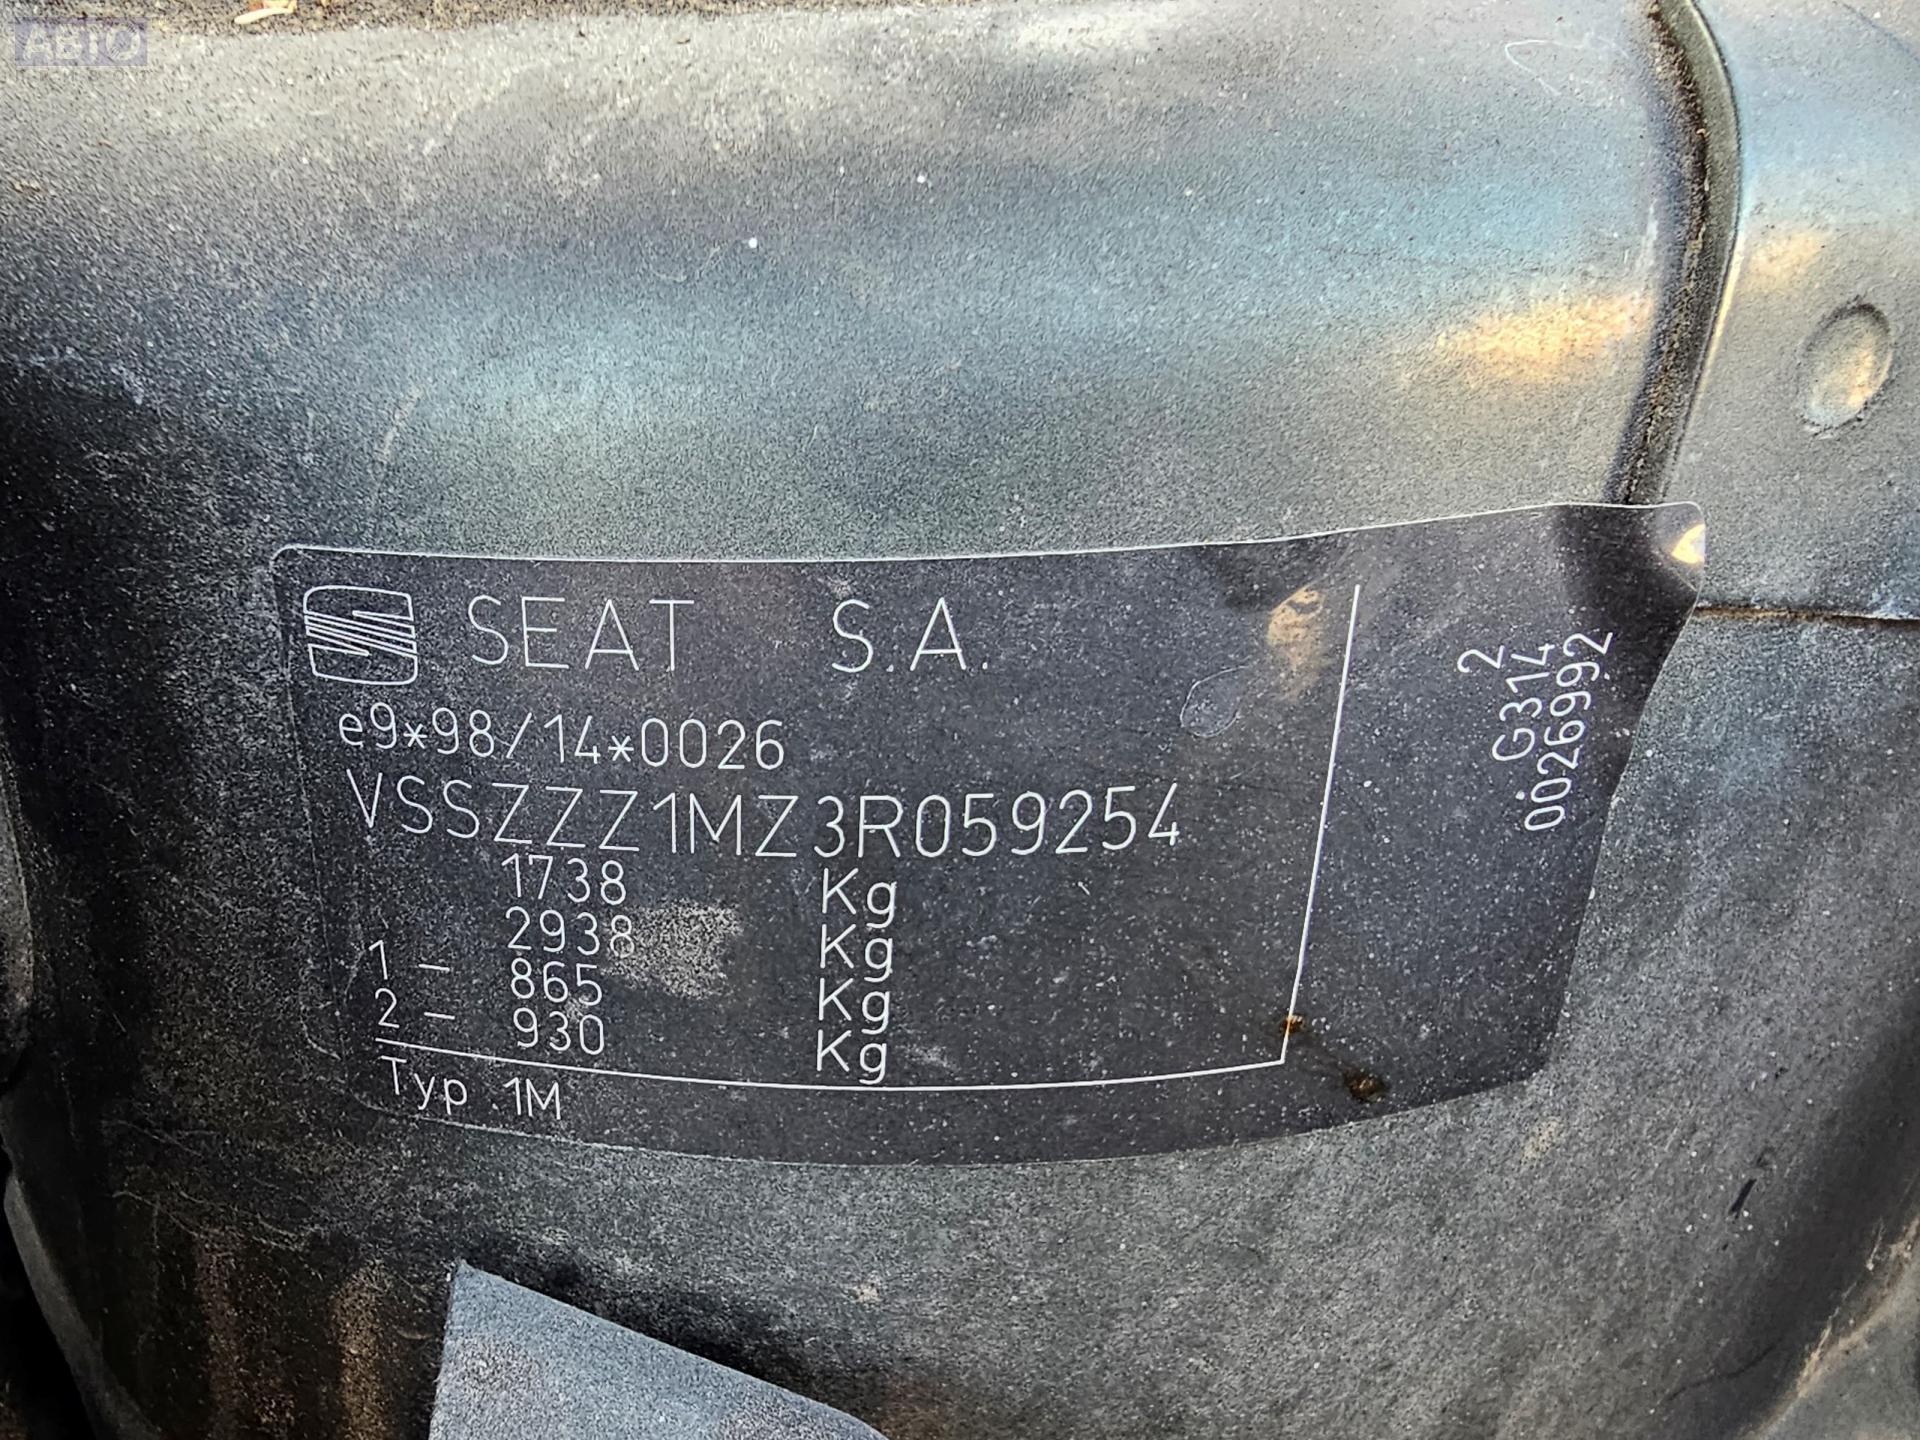 АВТО
SEAT S.A.
e9*98/14*0026
VSSZZZ1MZ3R059254
1738 Kg
2938 Kg
1 - 865 Kg
2 - 930 Kg
Typ 1M
2
G314
0026992